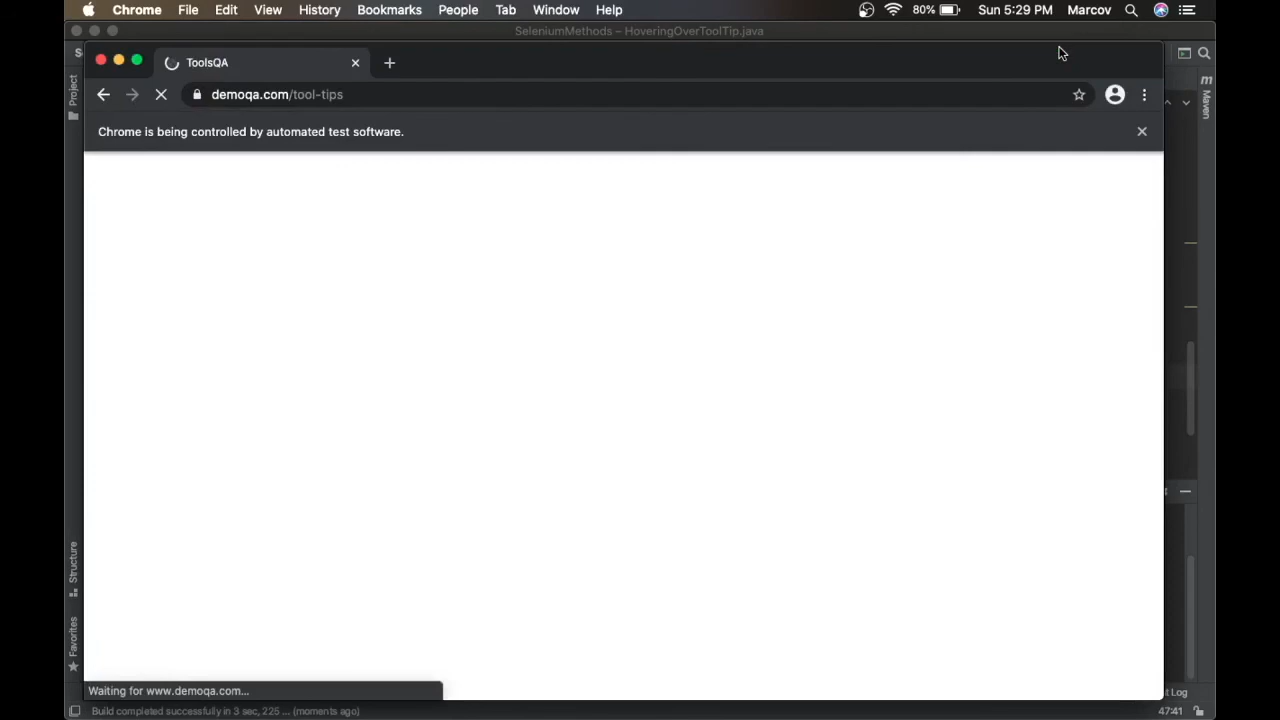 Chrome File Edit View History Bookmarks People Tab Window Help 80% Sun 5:29 PM Marcov
SeleniumMethods – HoveringOverToolTip.java
ToolsQA
demoqa.com/tool-tips
Chrome is being controlled by automated test software.
Project
m
Maven
Structure
Favorites
Waiting for www.demoqa.com...
t Log
Build completed successfully in 3 sec, 225 ... (moments ago)
47:41